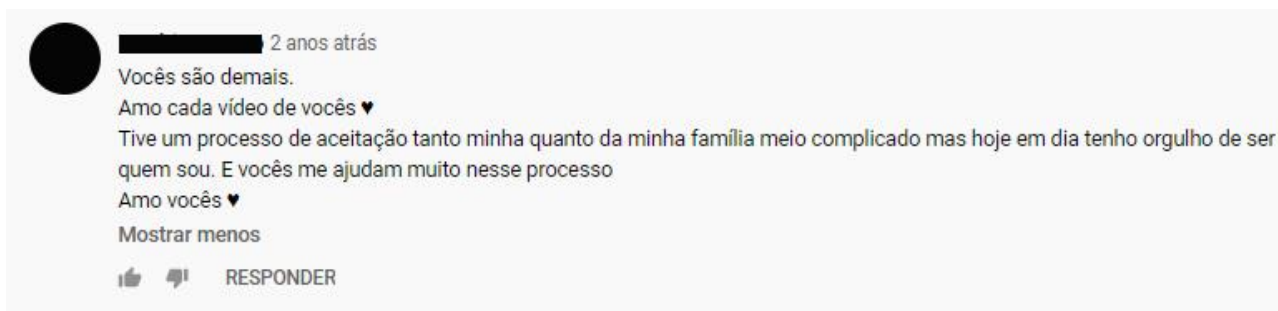 2 anos atrás
Vocês são demais.
Amo cada vídeo de vocês ♥
Tive um processo de aceitação tanto minha quanto da minha família meio complicado mas hoje em dia tenho orgulho de ser
quem sou. E vocês me ajudam muito nesse processo
Amo vocês ♥
Mostrar menos
RESPONDER